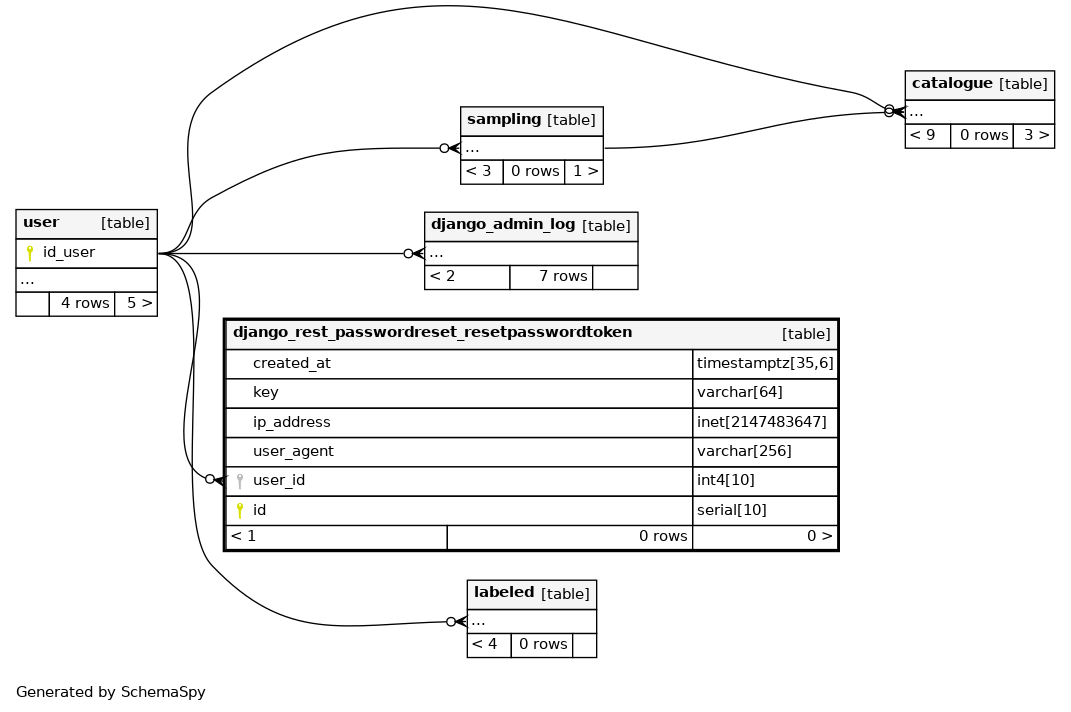 catalogue [table]
...
< 9 0 rows 3 >
sampling [table]
...
< 3 0 rows 1 >
user [table]
id_user
...
4 rows 5 >
django_admin_log [table]
...
< 2 7 rows
django_rest_passwordreset_resetpasswordtoken [table]
created_at timestamptz[35,6]
key varchar[64]
ip_address inet[2147483647]
user_agent varchar[256]
user_id int4[10]
id serial[10]
< 1 0 rows 0 >
labeled [table]
...
< 4 0 rows
Generated by SchemaSpy